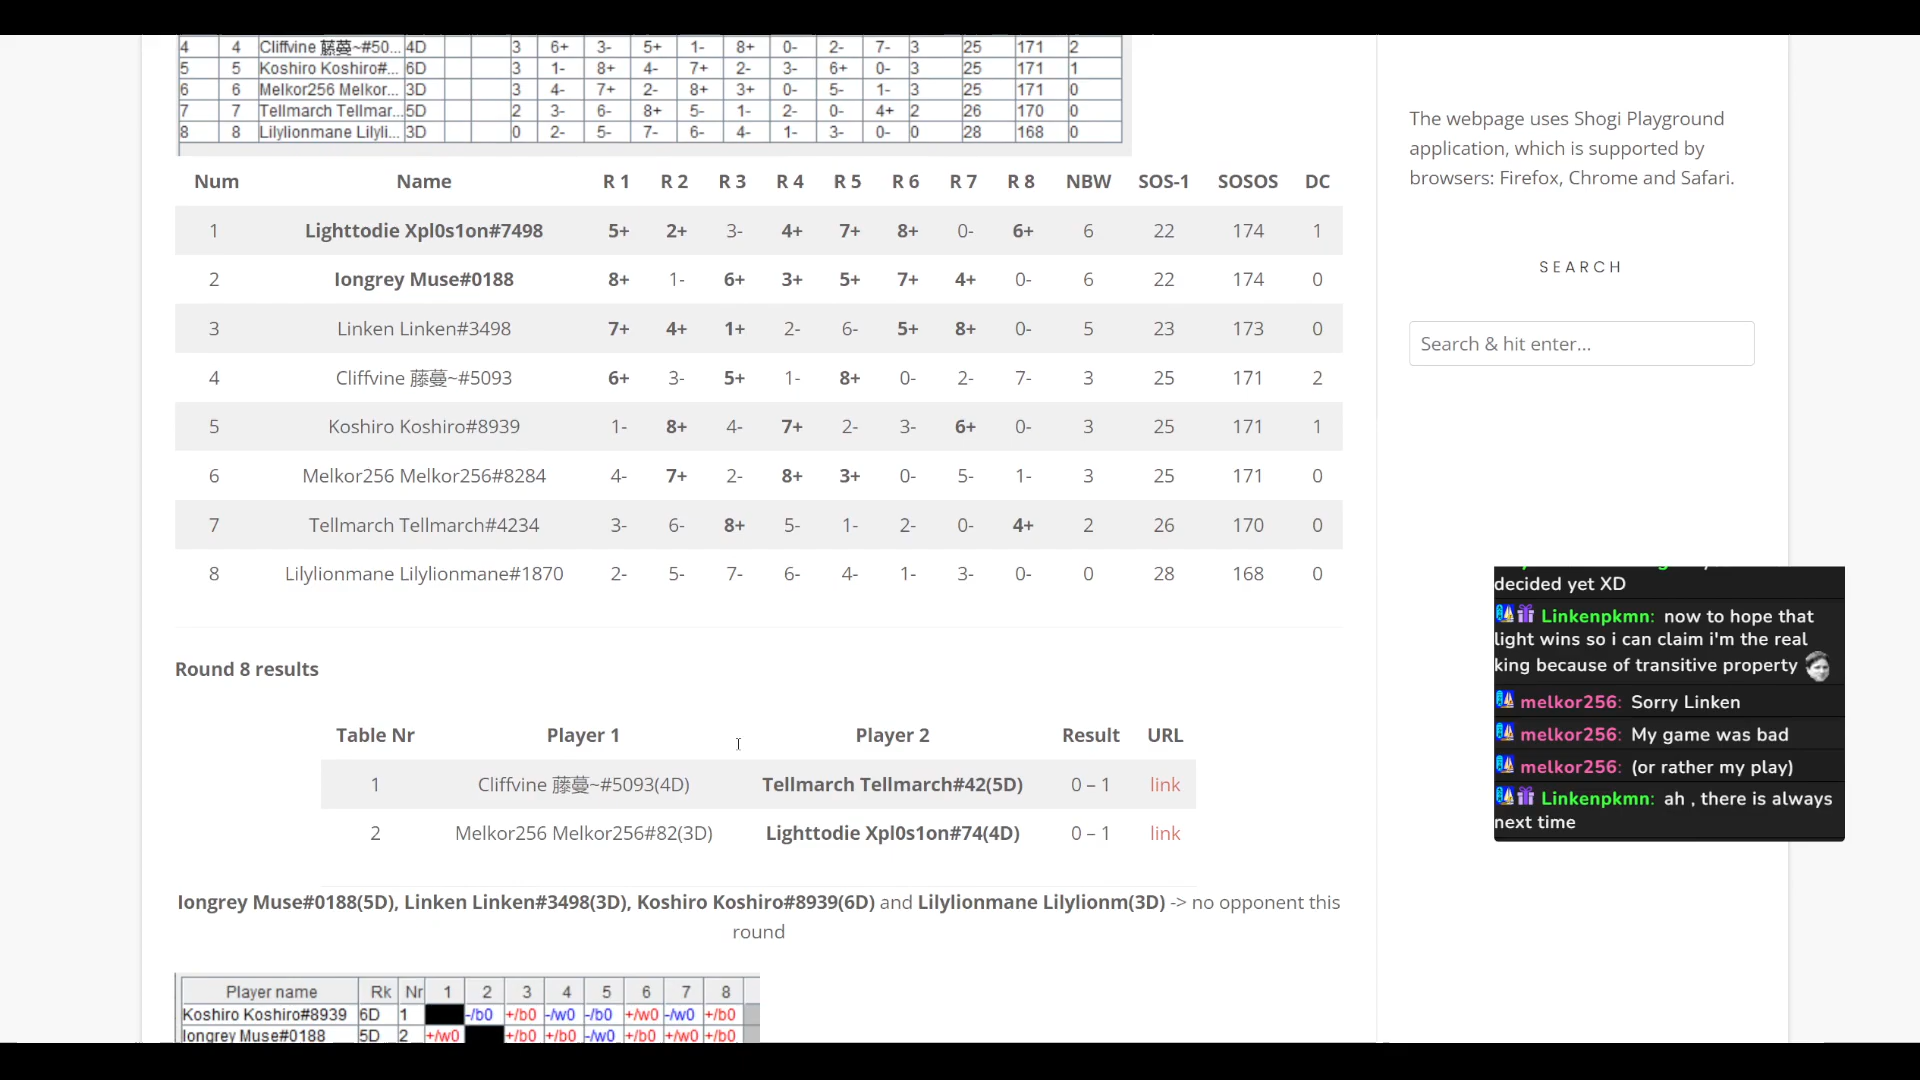 4 4 Cliffvine 藤蔓~#50... 4D 3 6+ 3- 5+ 1- 8+ 0- 2- 7- 3 25 171 2
5 5 Koshiro Koshiro#... 6D 3 1- 8+ 4- 7+ 2- 3- 6+ 0- 3 25 171 1
6 6 Melkor256 Melkor... 3D 3 4- 7+ 2- 8+ 3+ 0- 5- 1- 3 25 171 0
7 7 Tellmarch Tellmar... 5D 2 3- 6- 8+ 5- 1- 2- 0- 4+ 2 26 170 0
8 8 Lilylionmane Lilyli... 3D 0 2- 5- 7- 6- 4- 1- 3- 0- 0 28 168 0
Num Name R 1 R 2 R 3 R 4 R 5 R 6 R 7 R 8 NBW SOS-1 SOSOS DC
1 Lighttodie Xpl0s1on#7498 5+ 2+ 3- 4+ 7+ 8+ 0- 6+ 6 22 174 1
2 Iongrey Muse#0188 8+ 1- 6+ 3+ 5+ 7+ 4+ 0- 6 22 174 0
3 Linken Linken#3498 7+ 4+ 1+ 2- 6- 5+ 8+ 0- 5 23 173 0
4 Cliffvine 藤蔓~#5093 6+ 3- 5+ 1- 8+ 0- 2- 7- 3 25 171 2
5 Koshiro Koshiro#8939 1- 8+ 4- 7+ 2- 3- 6+ 0- 3 25 171 1
6 Melkor256 Melkor256#8284 4- 7+ 2- 8+ 3+ 0- 5- 1- 3 25 171 0
7 Tellmarch Tellmarch#4234 3- 6- 8+ 5- 1- 2- 0- 4+ 2 26 170 0
8 Lilylionmane Lilylionmane#1870 2- 5- 7- 6- 4- 1- 3- 0- 0 28 168 0
Round 8 results
Table Nr Player 1 Player 2 Result URL
1 Cliffvine 藤蔓~#5093(4D) Tellmarch Tellmarch#42(5D) 0 – 1 link
2 Melkor256 Melkor256#82(3D) Lighttodie Xpl0s1on#74(4D) 0 – 1 link
Iongrey Muse#0188(5D), Linken Linken#3498(3D), Koshiro Koshiro#8939(6D) and Lilylionmane Lilylionm(3D) -> no opponent this
round
Player name Rk Nr 1 2 3 4 5 6 7 8
Koshiro Koshiro#8939 6D 1 -/b0 +/b0 -/w0 -/b0 +/w0 -/w0 +/b0
Iongrey Muse#0188 5D 2 +/w0 +/b0 +/b0 -/w0 +/b0 +/w0 +/b0
The webpage uses Shogi Playground
application, which is supported by
browsers: Firefox, Chrome and Safari.
SEARCH
Search & hit enter...
decided yet XD
Linkenpkmn: now to hope that
light wins so i can claim i'm the real
king because of transitive property
melkor256: Sorry Linken
melkor256: My game was bad
melkor256: (or rather my play)
Linkenpkmn: ah , there is always
next time